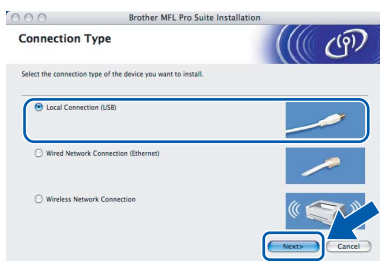 Brother MFL Pro Suite Installation
Connection Type
Select the connection type of the device you want to install.
Local Connection (USB)
Wired Network Connection (Ethernet)
Wireless Network Connection
Next>
Cancel